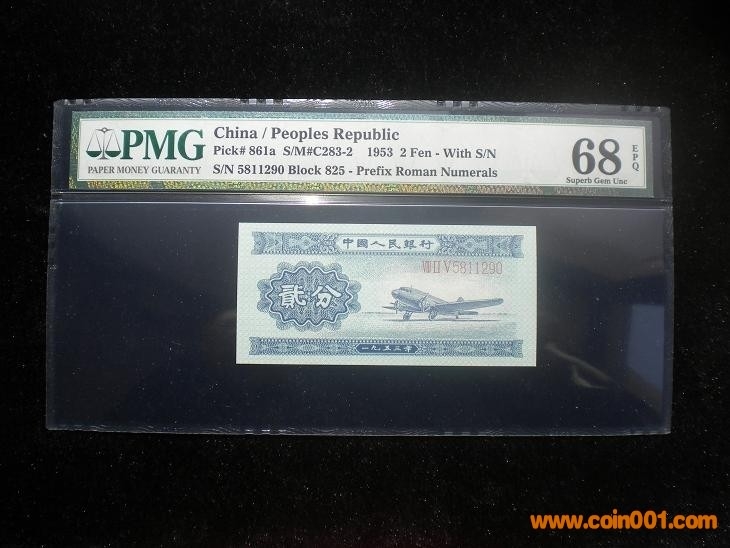 PMG
PAPER MONEY GUARANTY
China / Peoples Republic
Pick# 861a S/M#C283-2 1953 2 Fen - With S/N
S/N 5811290 Block 825 - Prefix Roman Numerals
68
EPQ
Superb Gem Unc
中國人民銀行
VIII II V 5811290
貳分
一九五三年
www.coin001.com